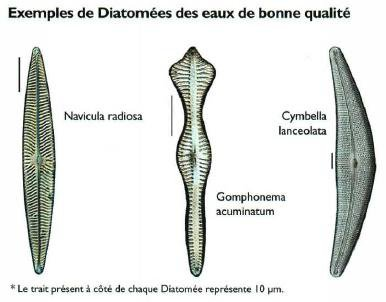 Exemples de Diatomées des eaux de bonne qualité
Navicula radiosa
Cymbella
lanceolata
Gomphonema
acuminatum
* Le trait présent à côté de chaque Diatomée représente 10 µm.